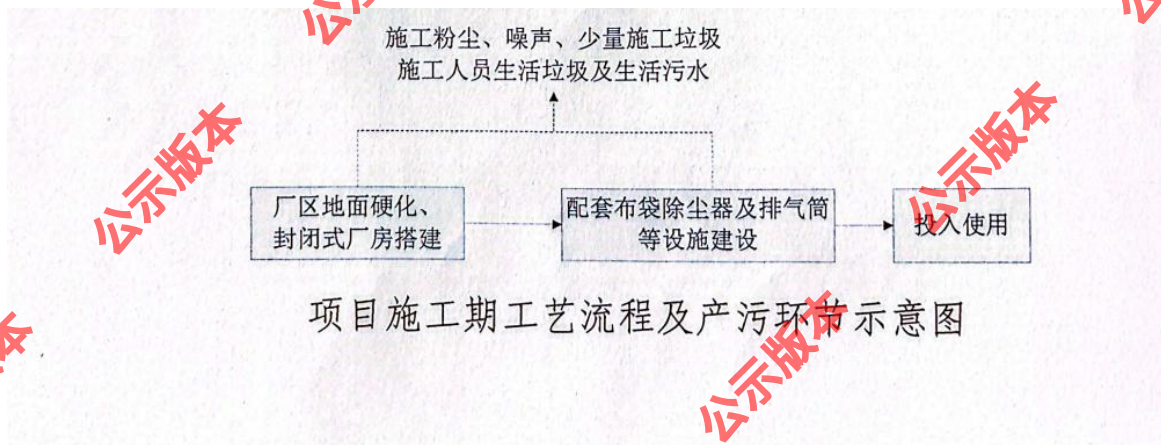 公示版本
施工粉尘、噪声、少量施工垃圾
施工人员生活垃圾及生活污水
公示版本
公示版本
厂区地面硬化、
封闭式厂房搭建
配套布袋除尘器及排气筒
等设施建设
投入使用
项目施工期工艺流程及产污环节示意图
本
公示版本